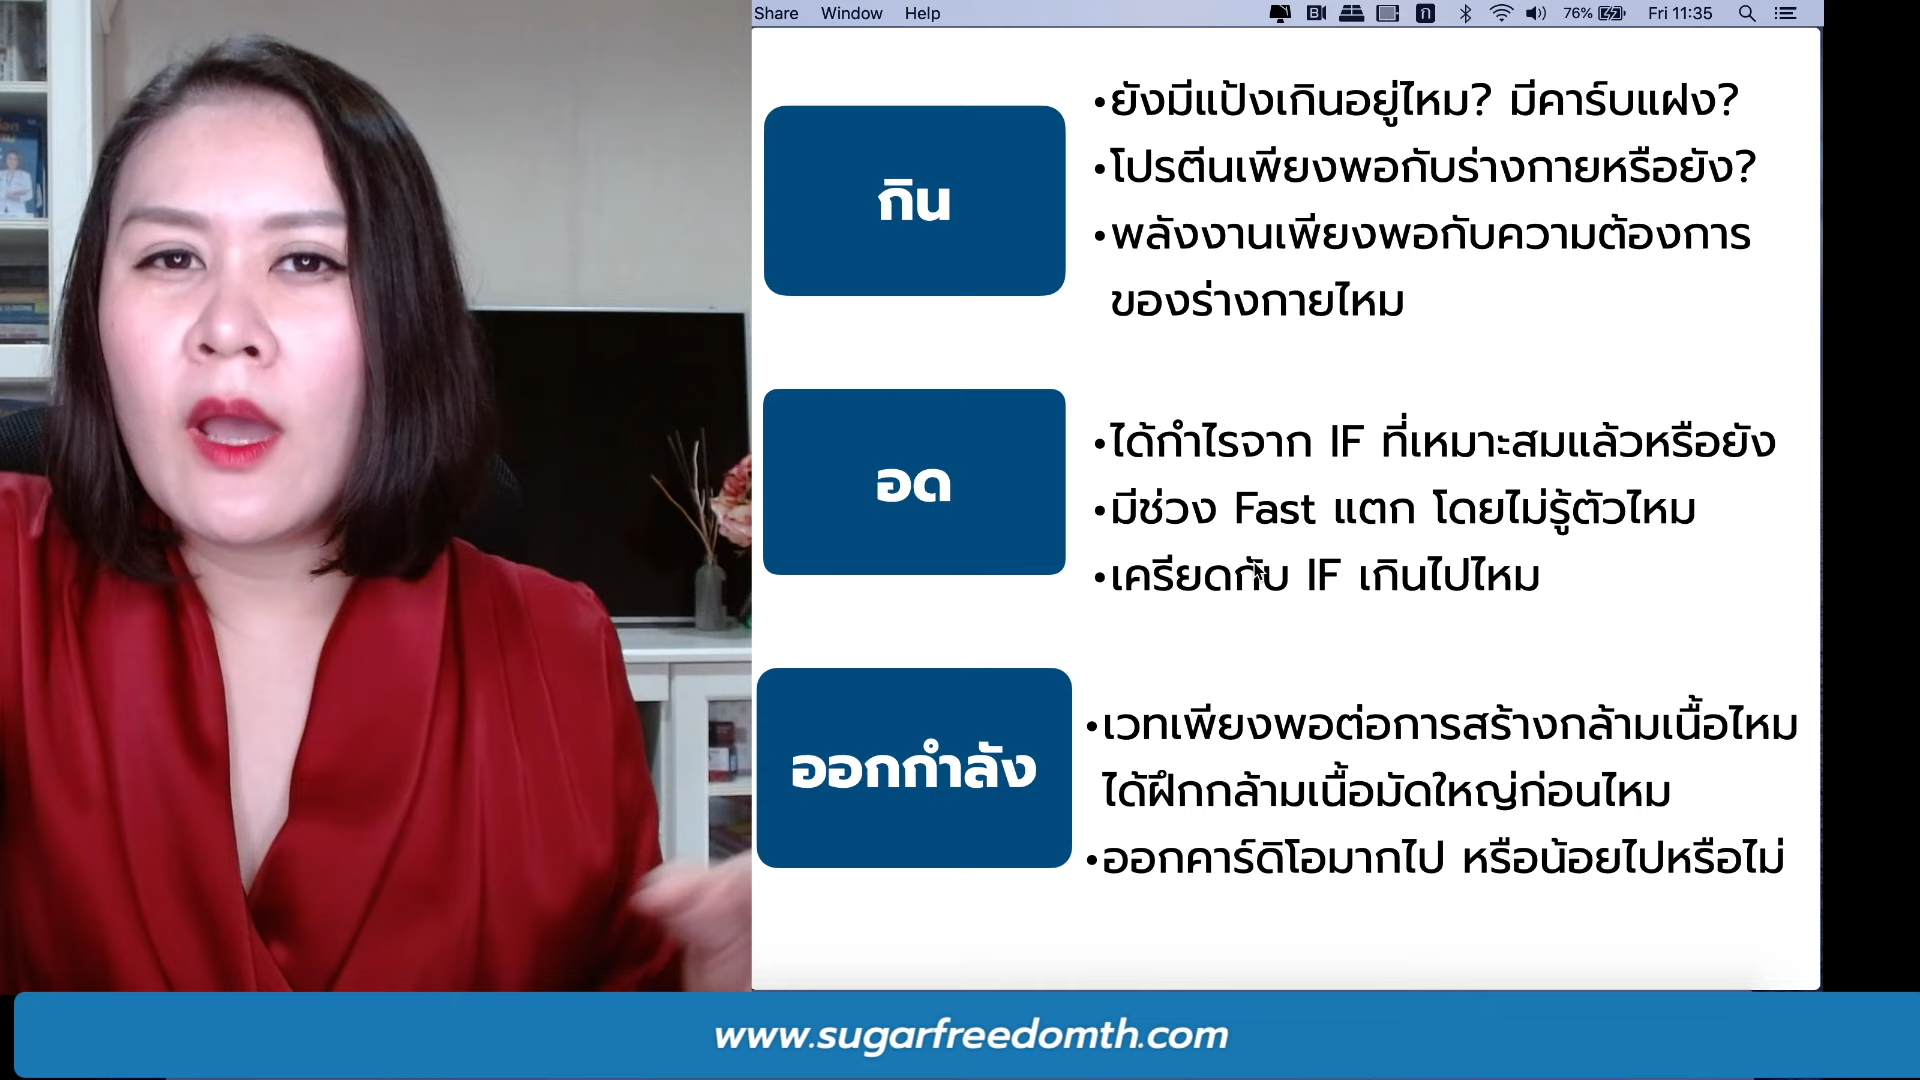 Share Window Help
76% Fri 11:35
กิน
•ยังมีแป้งเกินอยู่ไหม? มีคาร์บแฝง?
•โปรตีนเพียงพอกับร่างกายหรือยัง?
•พลังงานเพียงพอกับความต้องการ
ของร่างกายไหม
อด
•ได้กำไรจาก IF ที่เหมาะสมแล้วหรือยัง
•มีช่วง Fast แตก โดยไม่รู้ตัวไหม
•เครียดกับ IF เกินไปไหม
ออกกำลัง
•เวทเพียงพอต่อการสร้างกล้ามเนื้อไหม
ได้ฝึกกล้ามเนื้อมัดใหญ่ก่อนไหม
•ออกคาร์ดิโอมากไป หรือน้อยไปหรือไม่
www.sugarfreedomth.com